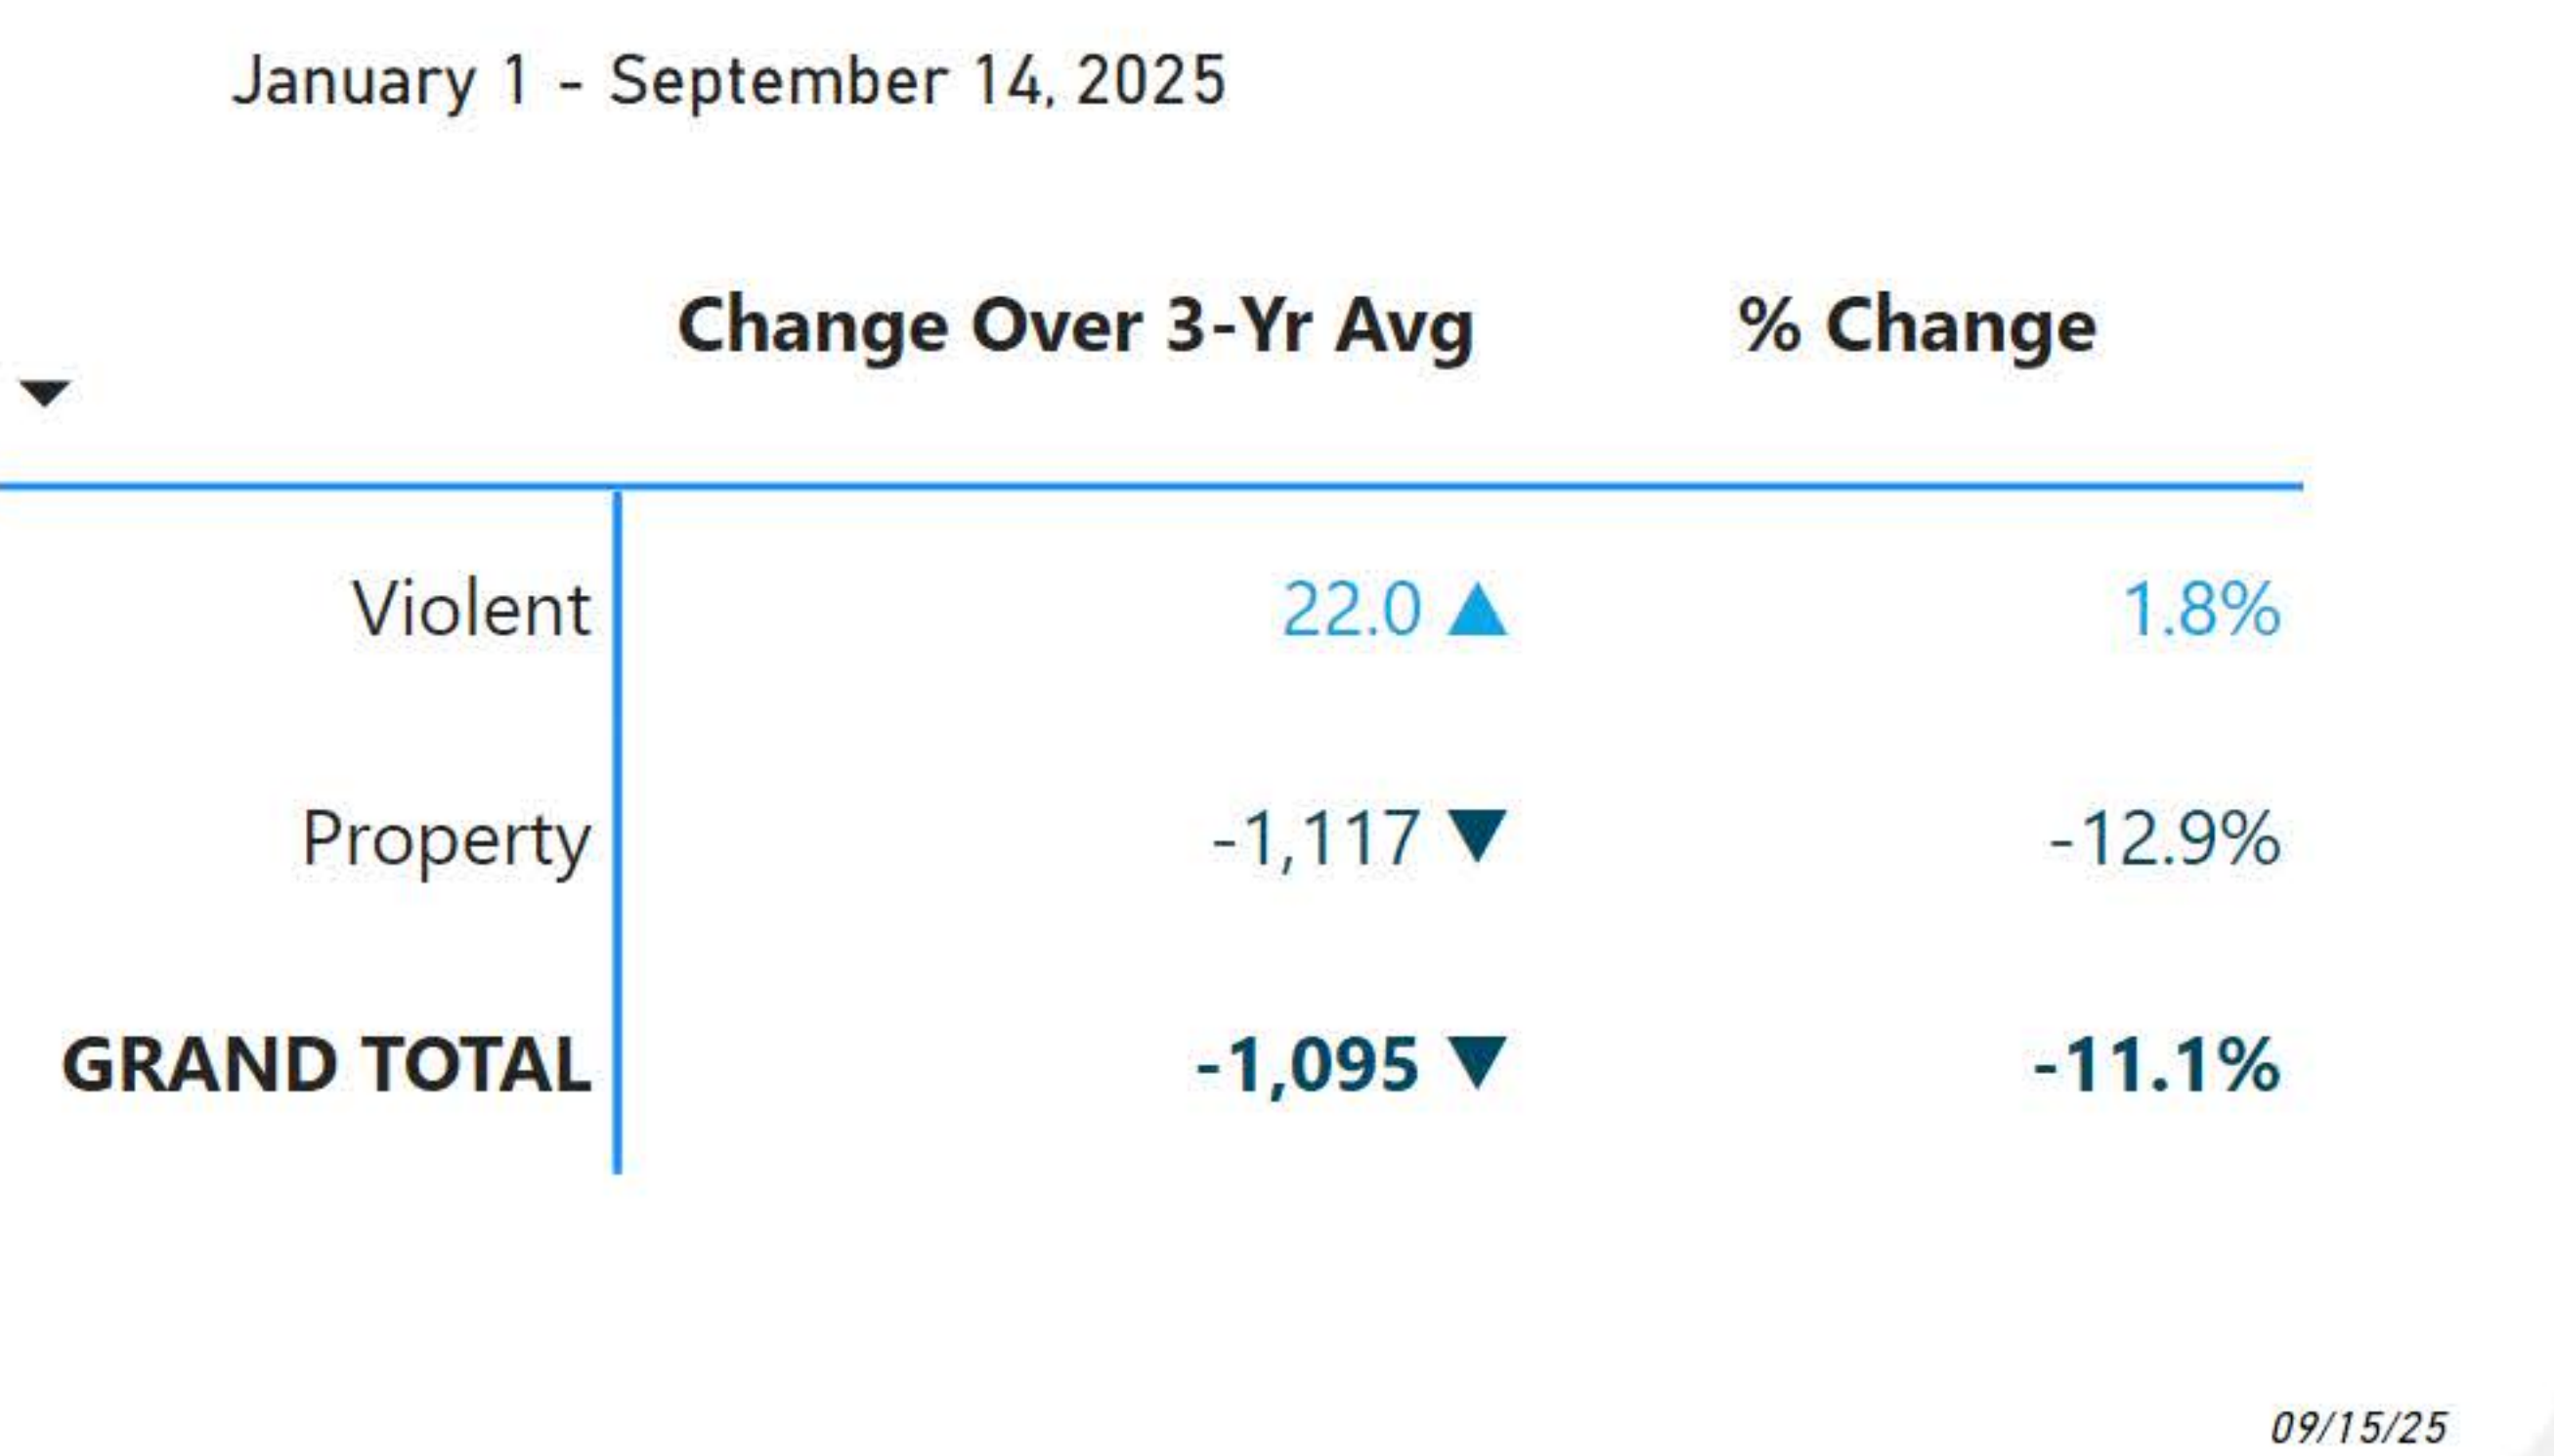 January 1 - September 14, 2025
Change Over 3-Yr Avg % Change
Violent 22.0 ▲ 1.8%
Property -1,117 ▼ -12.9%
GRAND TOTAL -1,095 ▼ -11.1%
09/15/25